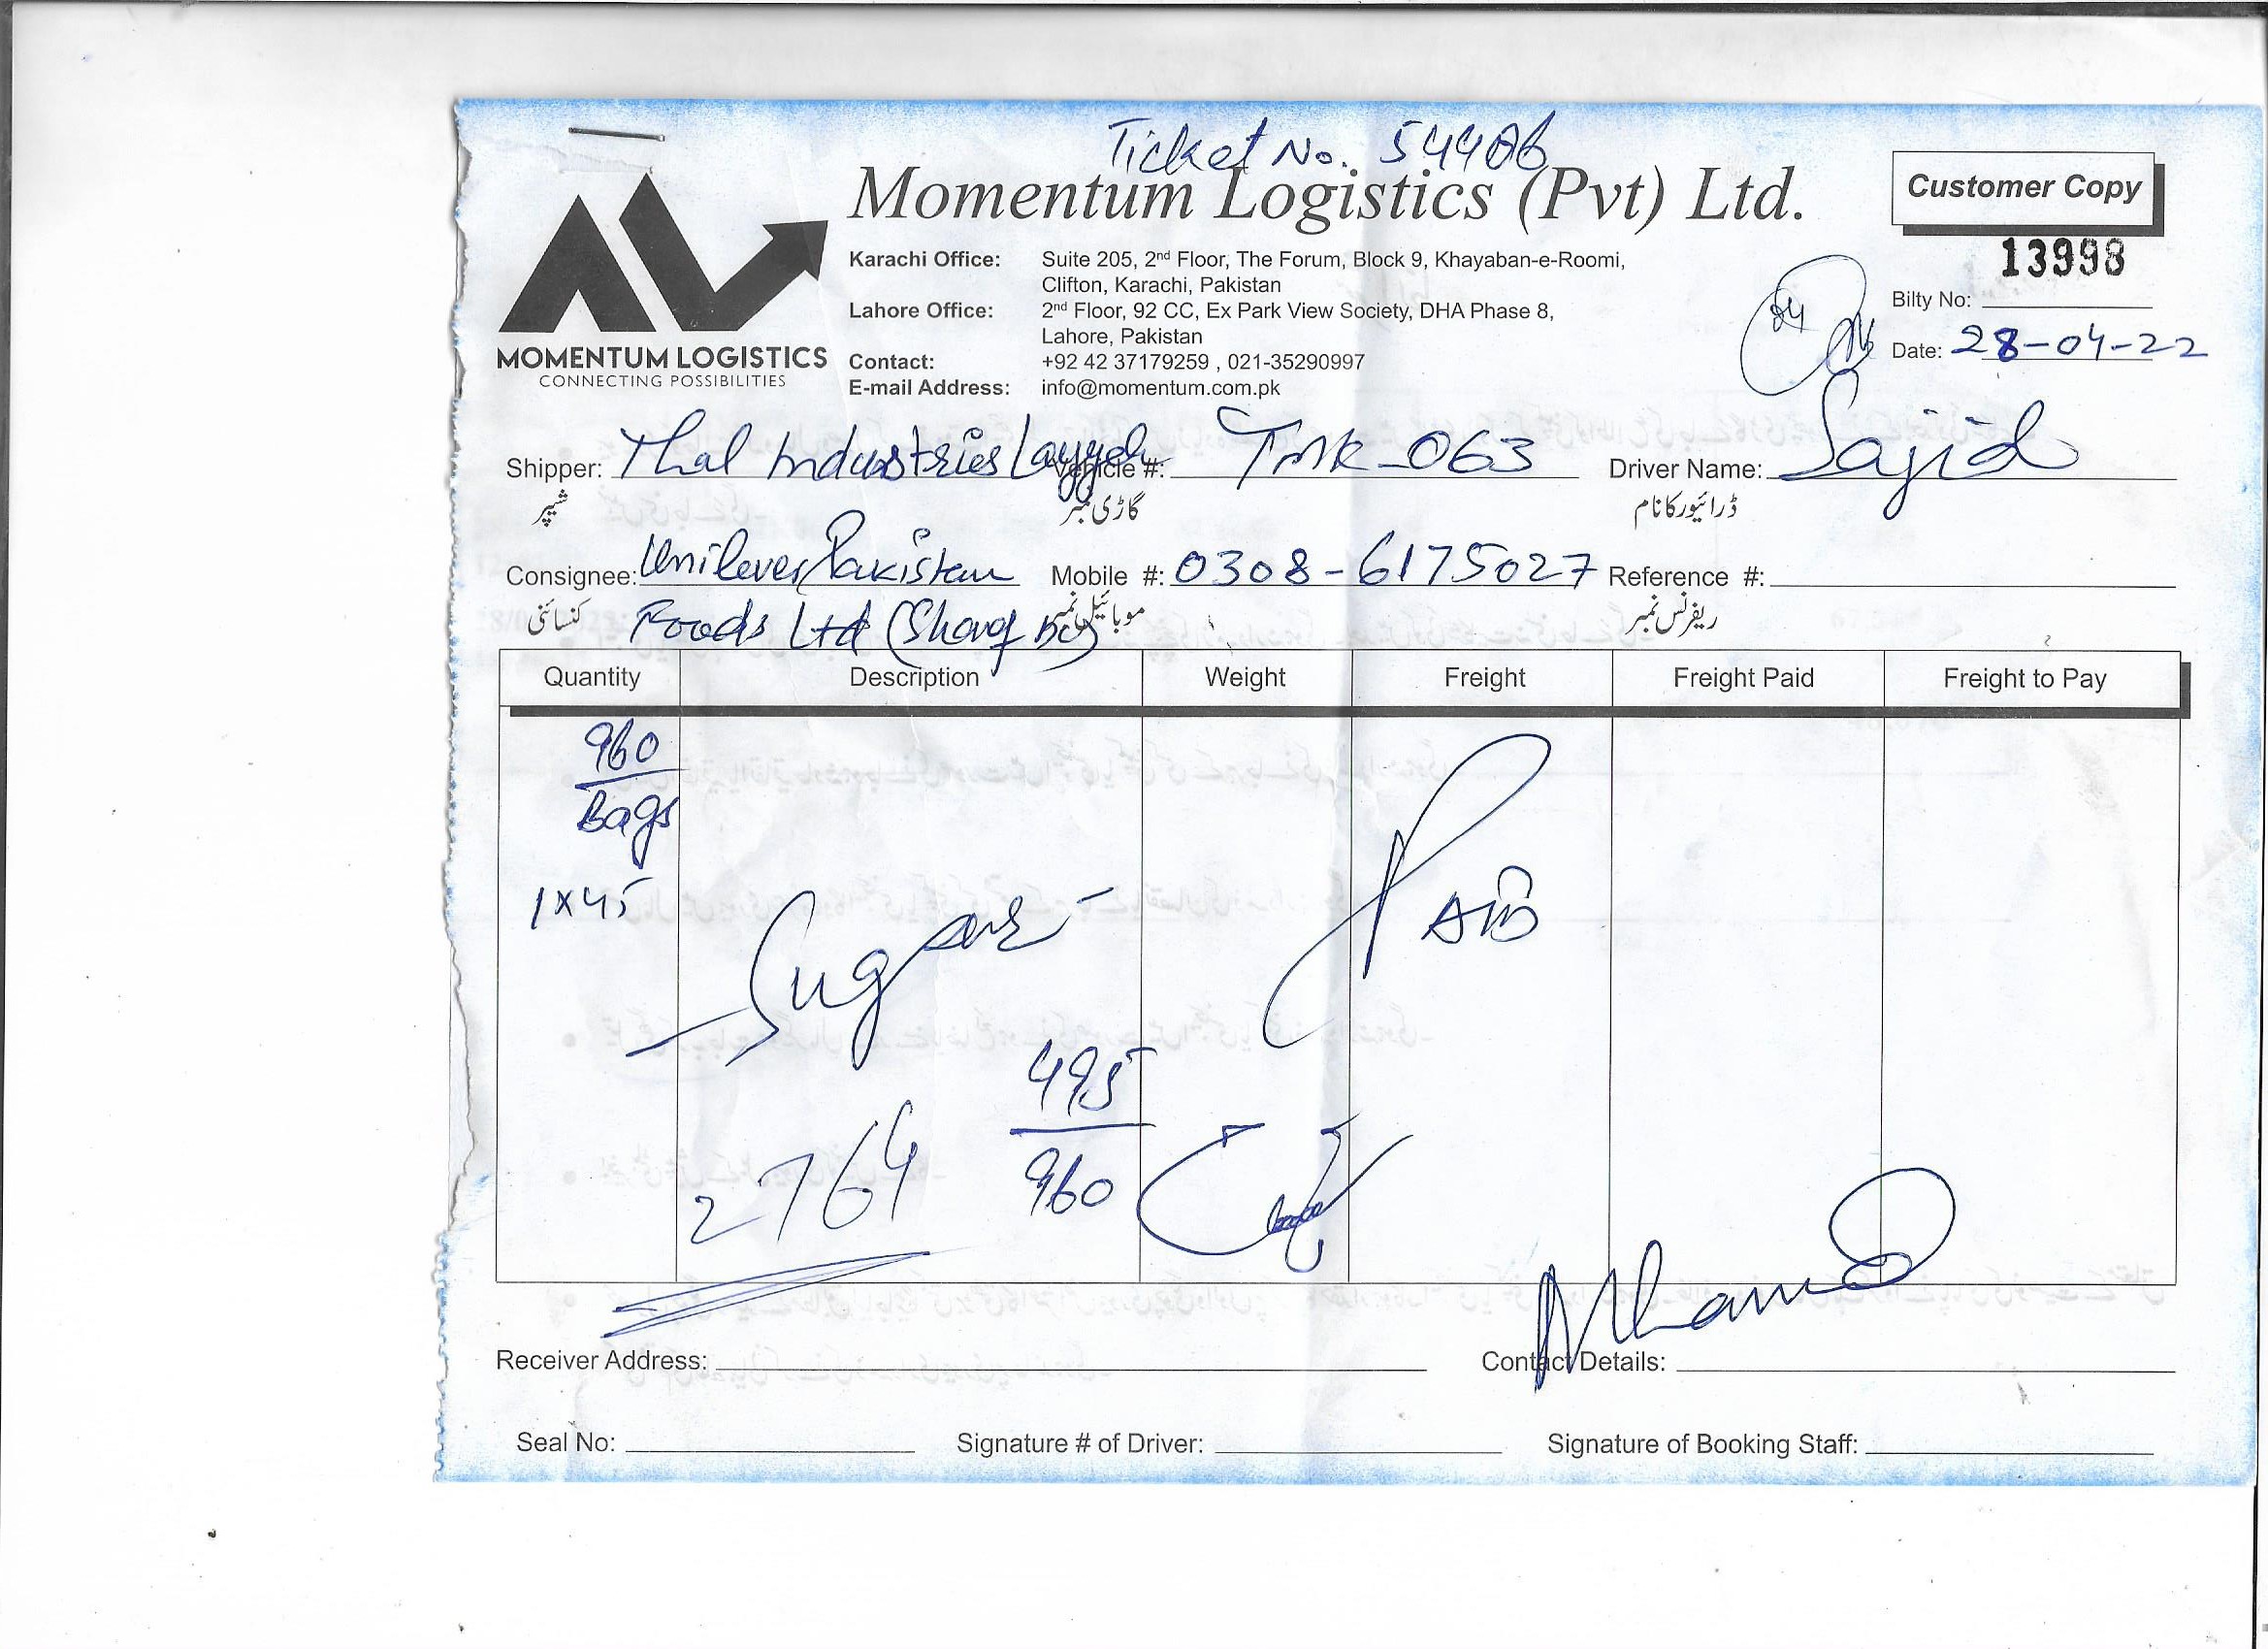 Ticket No. 54406
Momentum Logistics (Pvt) Ltd.
Customer Copy
13998
MOMENTUM LOGISTICS
CONNECTING POSSIBILITIES
Karachi Office: Suite 205, 2nd Floor, The Forum, Block 9, Khayaban-e-Roomi,
Clifton, Karachi, Pakistan
Lahore Office: 2nd Floor, 92 CC, Ex Park View Society, DHA Phase 8,
Lahore, Pakistan
Contact: +92 42 37179259 , 021-35290997
E-mail Address: info@momentum.com.pk
Bilty No:
Date: 28-04-22
Shipper: Thal Industries Layyah Vehicle #: TMK-063 Driver Name: Sajid
شیپر گاڑی نمبر ڈرائیور کا نام
Consignee: Unilever Pakistan Mobile #: 0308-6175027 Reference #:
کنسائنی Foods Ltd موبائیل نمبر ریفرنس نمبر
Quantity Description Weight Freight Freight Paid Freight to Pay
960
Bags
1x45
Sugar
495
960
2764
Receiver Address: Contact Details:
Seal No: Signature # of Driver: Signature of Booking Staff: